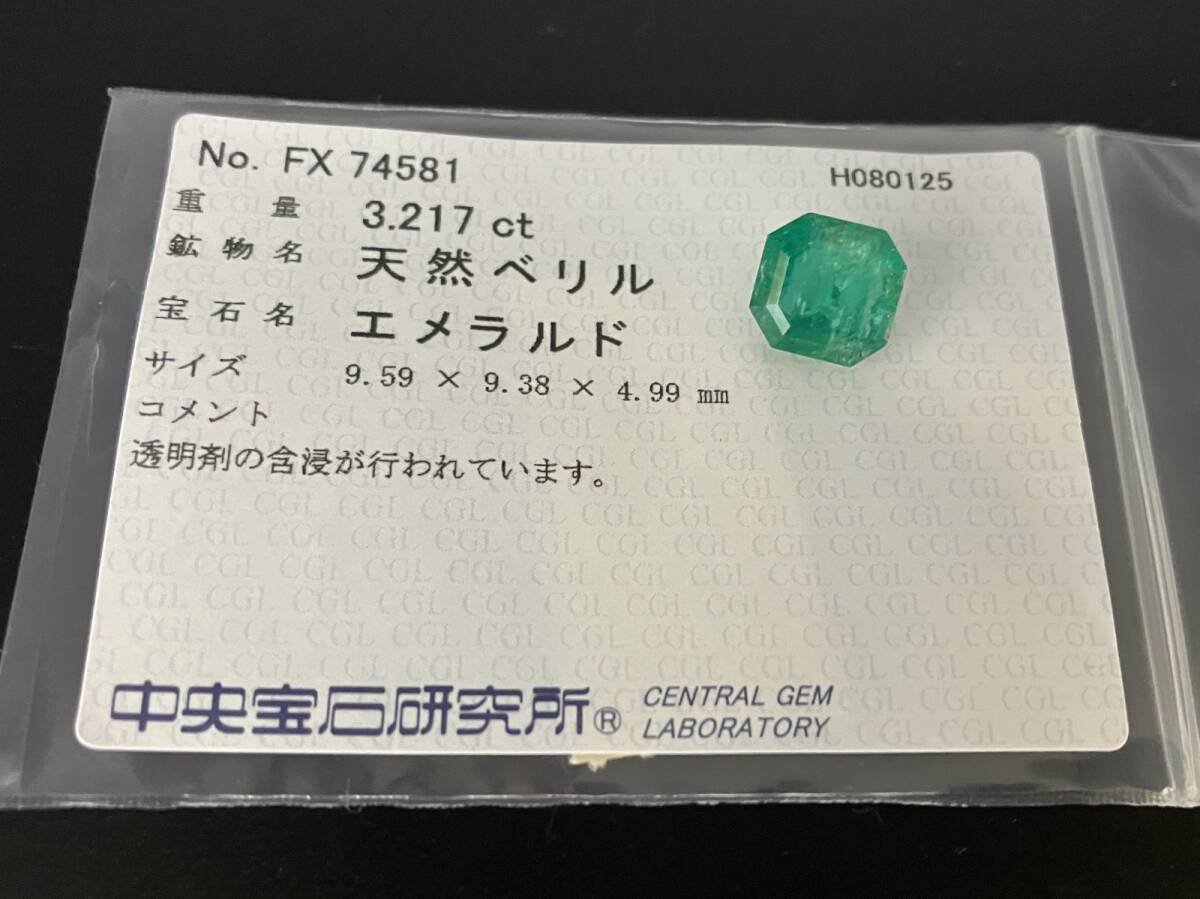 No. FX 74581 H080125
重量 3.217 ct
鉱物名 天然ベリル
宝石名 エメラルド
サイズ 9.59 × 9.38 × 4.99 mm
コメント
透明剤の含浸が行われています。
中央宝石研究所® CENTRAL GEM
LABORATORY